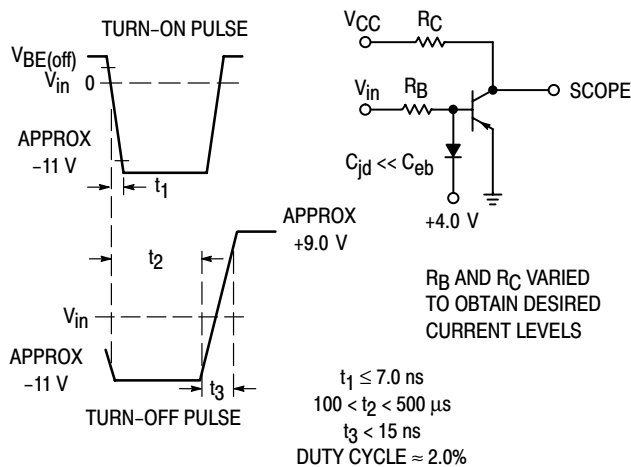 TURN–ON PULSE
VBE(off)
Vin 0
APPROX
–11 V
t1
VCC
RC
Vin
RB
SCOPE
Cjd << Ceb
+4.0 V
APPROX
+9.0 V
t2
Vin
APPROX
–11 V
t3
TURN–OFF PULSE
RB AND RC VARIED
TO OBTAIN DESIRED
CURRENT LEVELS
t1 ≤ 7.0 ns
100 < t2 < 500 μs
t3 < 15 ns
DUTY CYCLE ≈ 2.0%